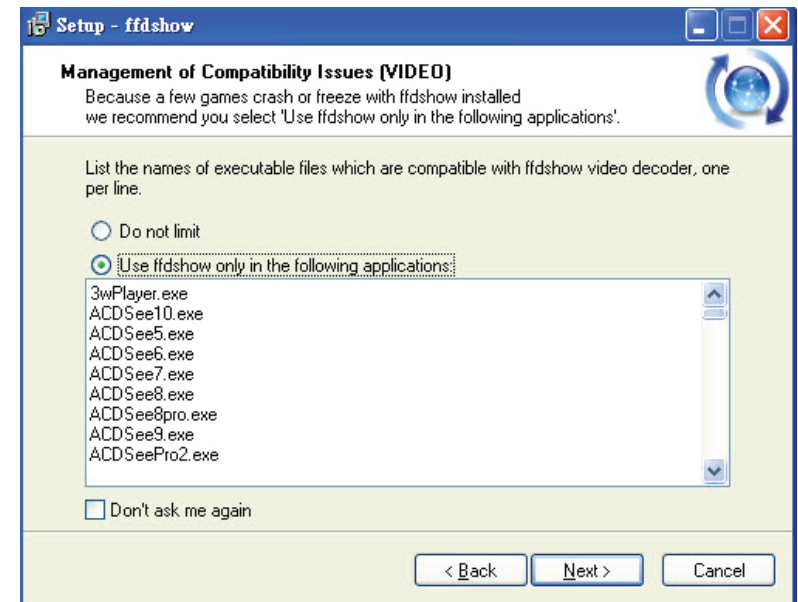 Setup - ffdshow
Management of Compatibility Issues (VIDEO)
Because a few games crash or freeze with ffdshow installed
we recommend you select 'Use ffdshow only in the following applications'.
List the names of executable files which are compatible with ffdshow video decoder, one
per line.
Do not limit
Use ffdshow only in the following applications:
3wPlayer.exe
ACDSee10.exe
ACDSee5.exe
ACDSee6.exe
ACDSee7.exe
ACDSee8.exe
ACDSee8pro.exe
ACDSee9.exe
ACDSeePro2.exe
Don't ask me again
< Back
Next >
Cancel